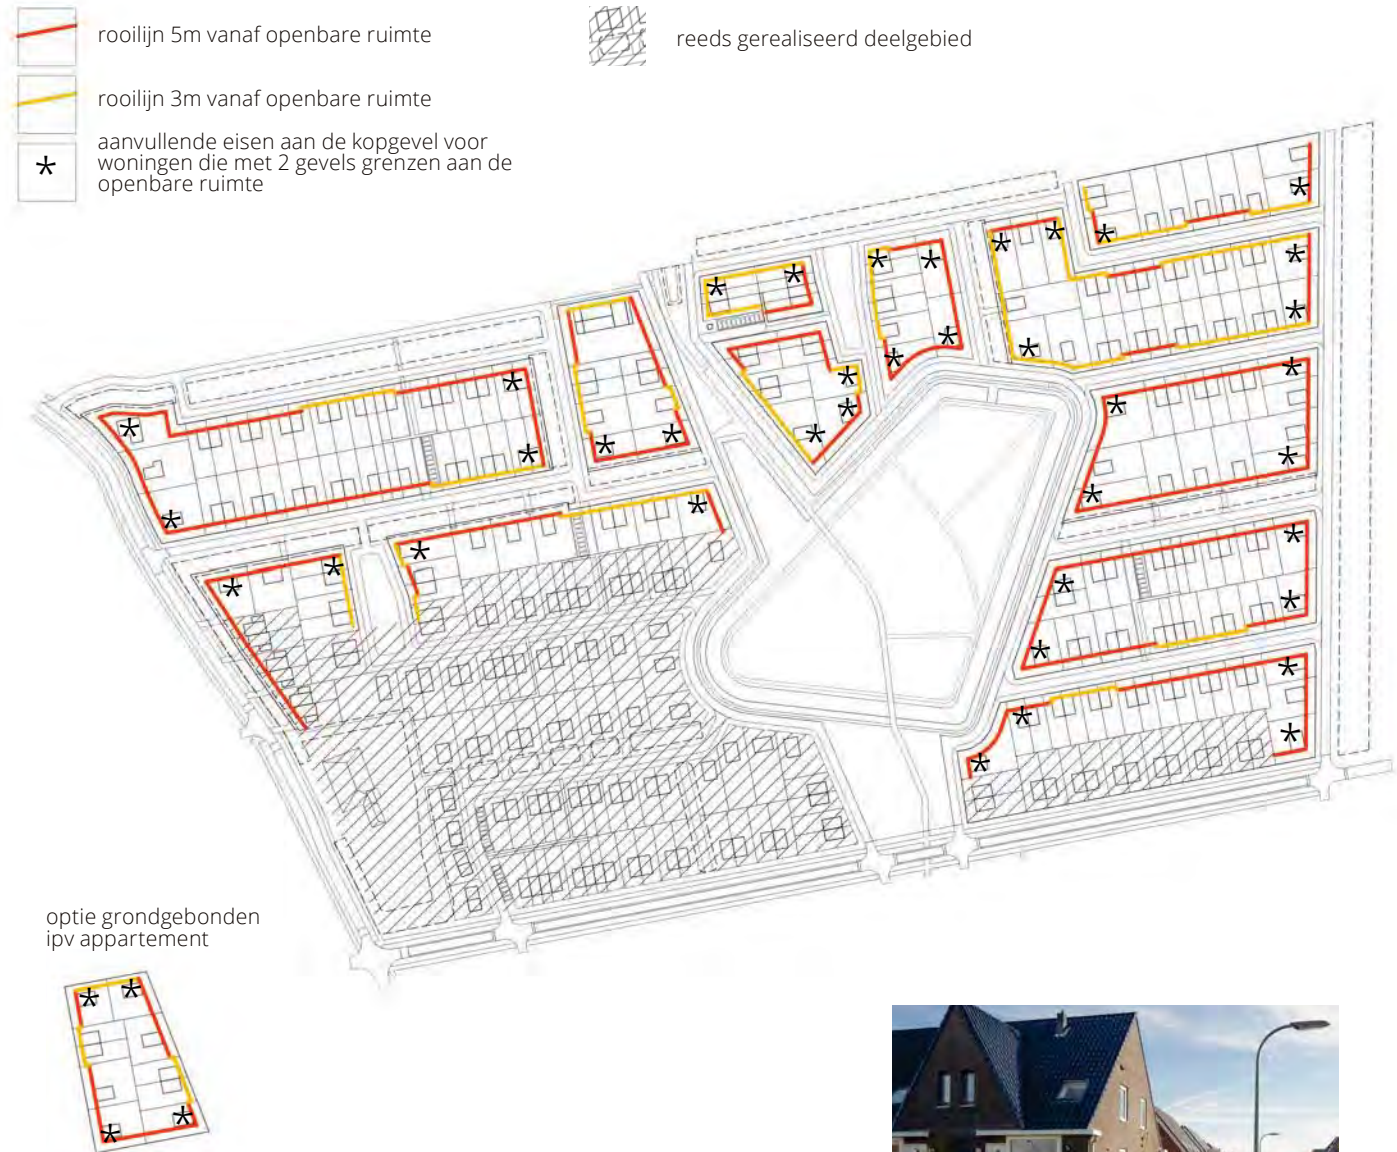 rooilijn 5m vanaf openbare ruimte
reeds gerealiseerd deelgebied
rooilijn 3m vanaf openbare ruimte
aanvullende eisen aan de kopgevel voor
woningen die met 2 gevels grenzen aan de
openbare ruimte
optie grondgebonden
ipv appartement